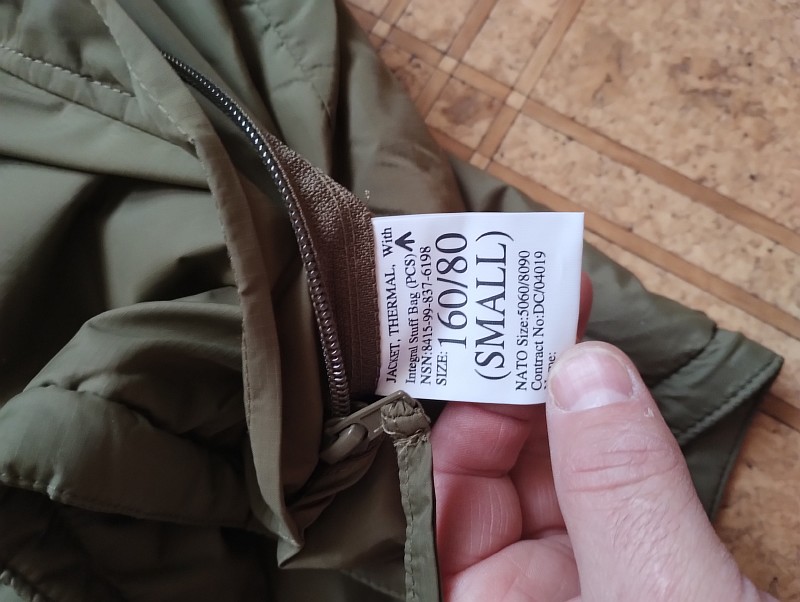 JACKET, THERMAL, With
Integral Stuff Bag (PCS)
NSN:8415-99-837-6198
SIZE: 160/80
(SMALL)
NATO Size:5060/8090
Contract No:DC/04019